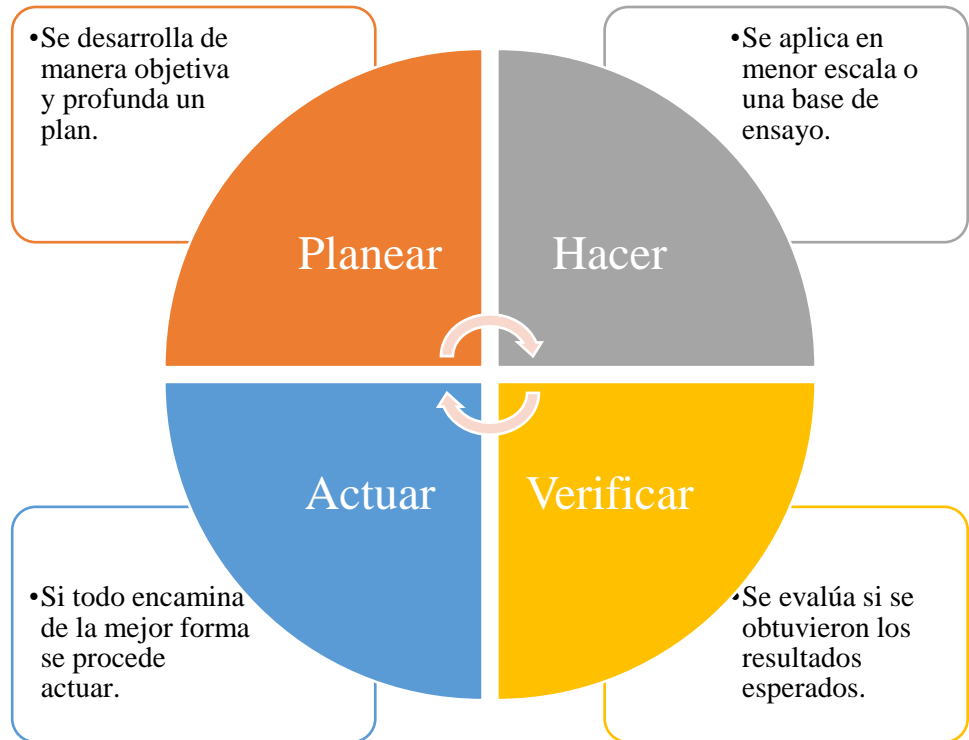 •Se desarrolla de
manera objetiva
y profunda un
plan.
•Se aplica en
menor escala o
una base de
ensayo.
Planear
Hacer
Actuar
Verificar
•Si todo encamina
de la mejor forma
se procede
actuar.
•Se evalúa si se
obtuvieron los
resultados
esperados.